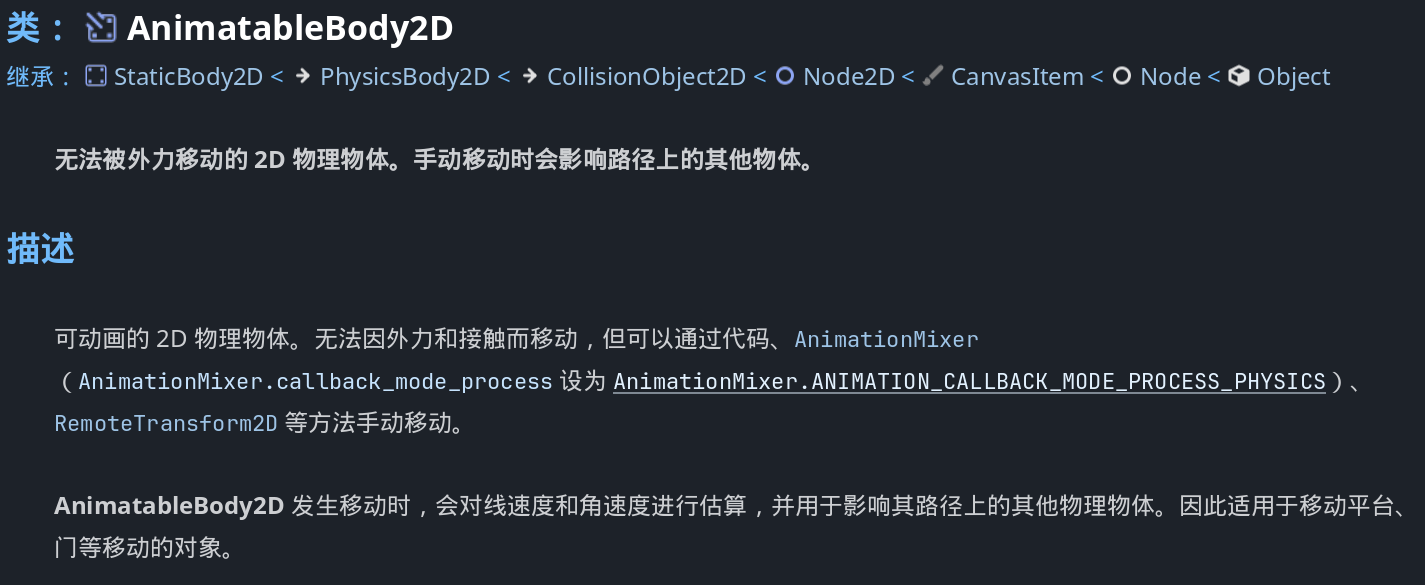 类： AnimatableBody2D
继承： StaticBody2D < PhysicsBody2D < CollisionObject2D < Node2D < CanvasItem < Node < Object
无法被外力移动的 2D 物理物体。手动移动时会影响路径上的其他物体。
描述
可动画的 2D 物理物体。无法因外力和接触而移动，但可以通过代码、AnimationMixer
（AnimationMixer.callback_mode_process 设为 AnimationMixer.ANIMATION_CALLBACK_MODE_PROCESS_PHYSICS）、
RemoteTransform2D 等方法手动移动。
AnimatableBody2D 发生移动时，会对线速度和角速度进行估算，并用于影响其路径上的其他物理物体。因此适用于移动平台、
门等移动的对象。